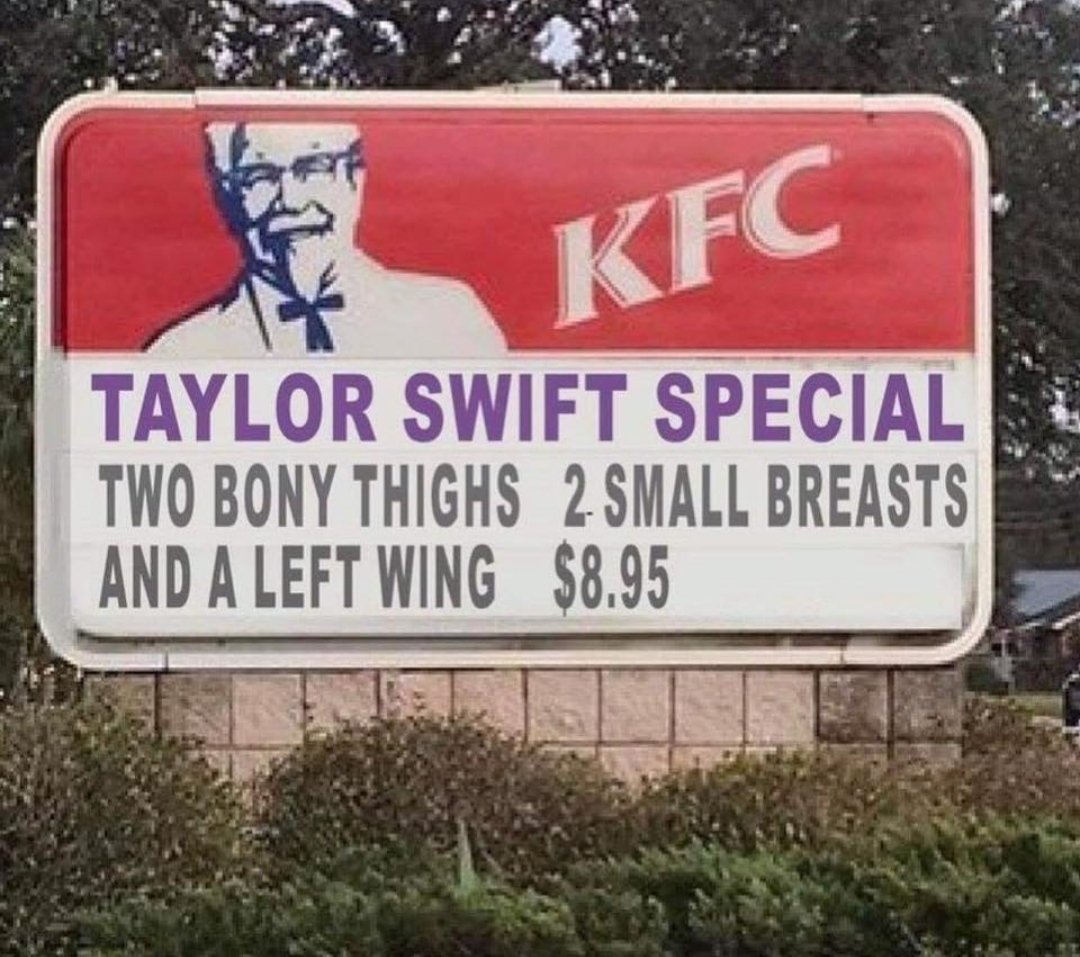 KFC
TAYLOR SWIFT SPECIAL
TWO BONY THIGHS 2 SMALL BREASTS
AND A LEFT WING $8.95